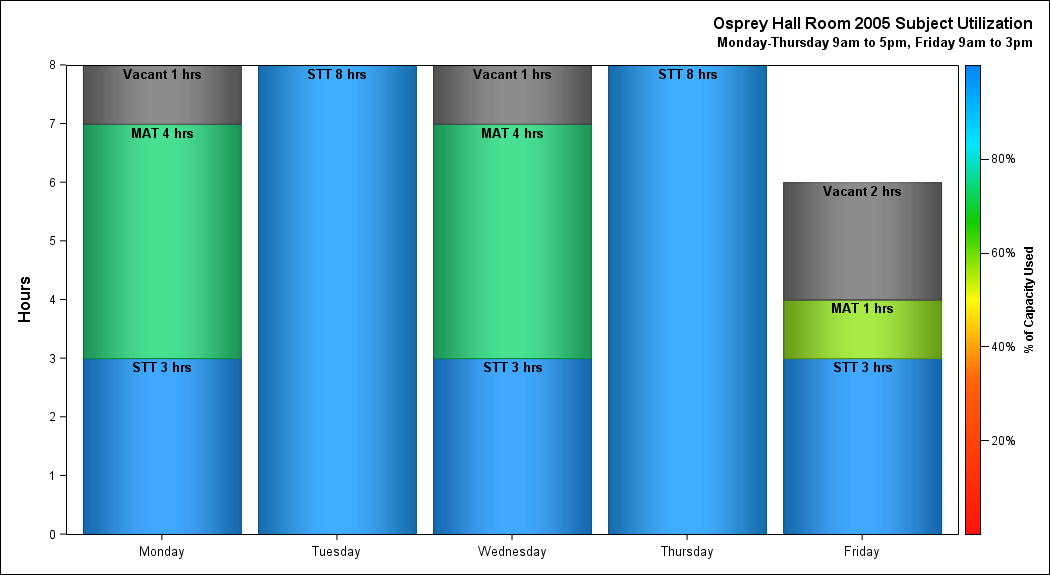 Osprey Hall Room 2005 Subject Utilization
Monday-Thursday 9am to 5pm, Friday 9am to 3pm
Hours
8
7
6
5
4
3
2
1
0
Vacant 1 hrs
MAT 4 hrs
STT 3 hrs
STT 8 hrs
Vacant 1 hrs
MAT 4 hrs
STT 3 hrs
STT 8 hrs
Vacant 2 hrs
MAT 1 hrs
STT 3 hrs
Monday
Tuesday
Wednesday
Thursday
Friday
80%
60%
40%
20%
% of Capacity Used